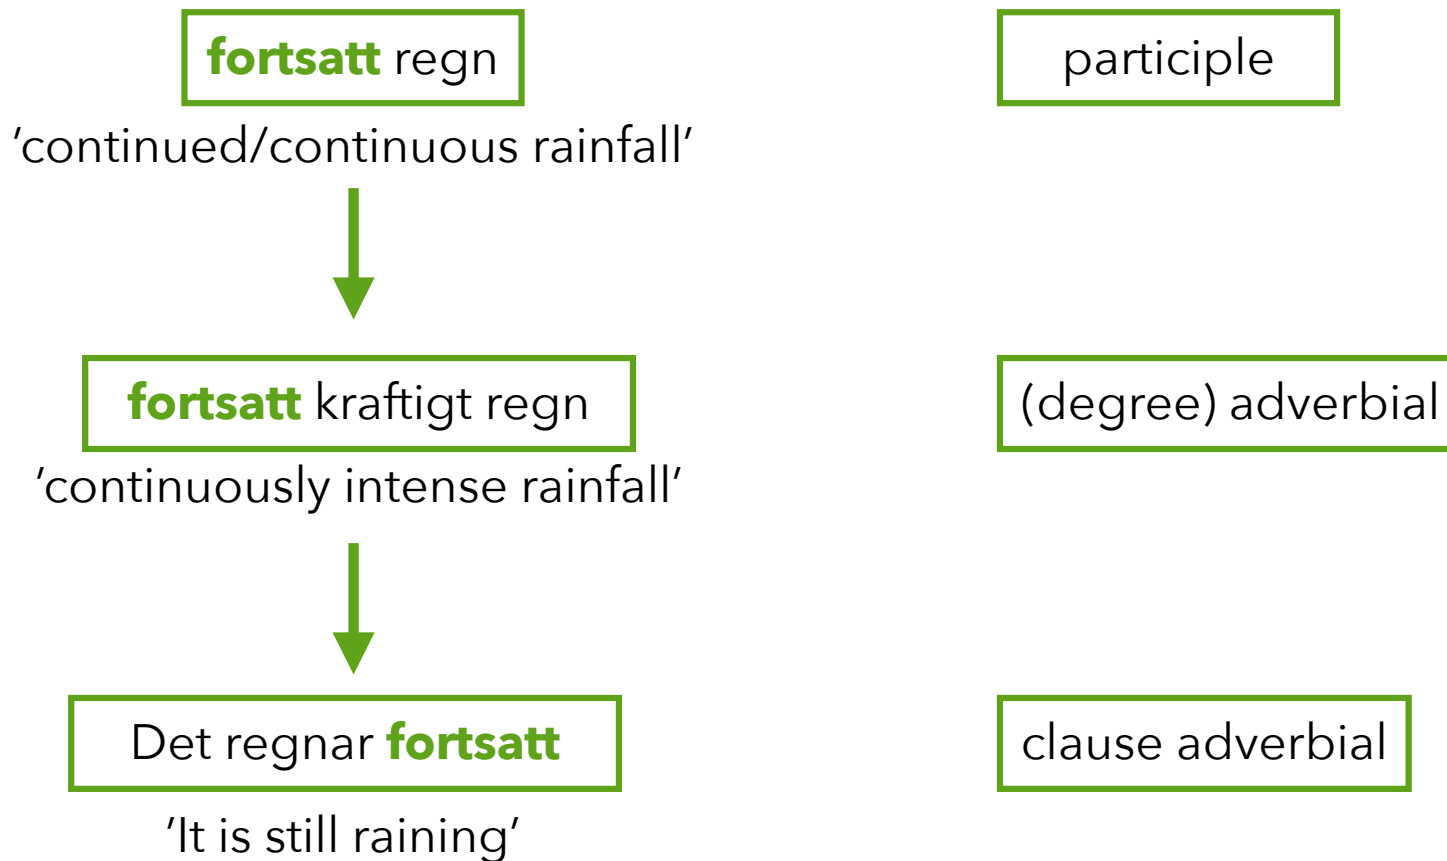 fortsatt regn
participle
’continued/continuous rainfall’
fortsatt kraftigt regn
(degree) adverbial
’continuously intense rainfall’
Det regnar fortsatt
clause adverbial
’It is still raining’